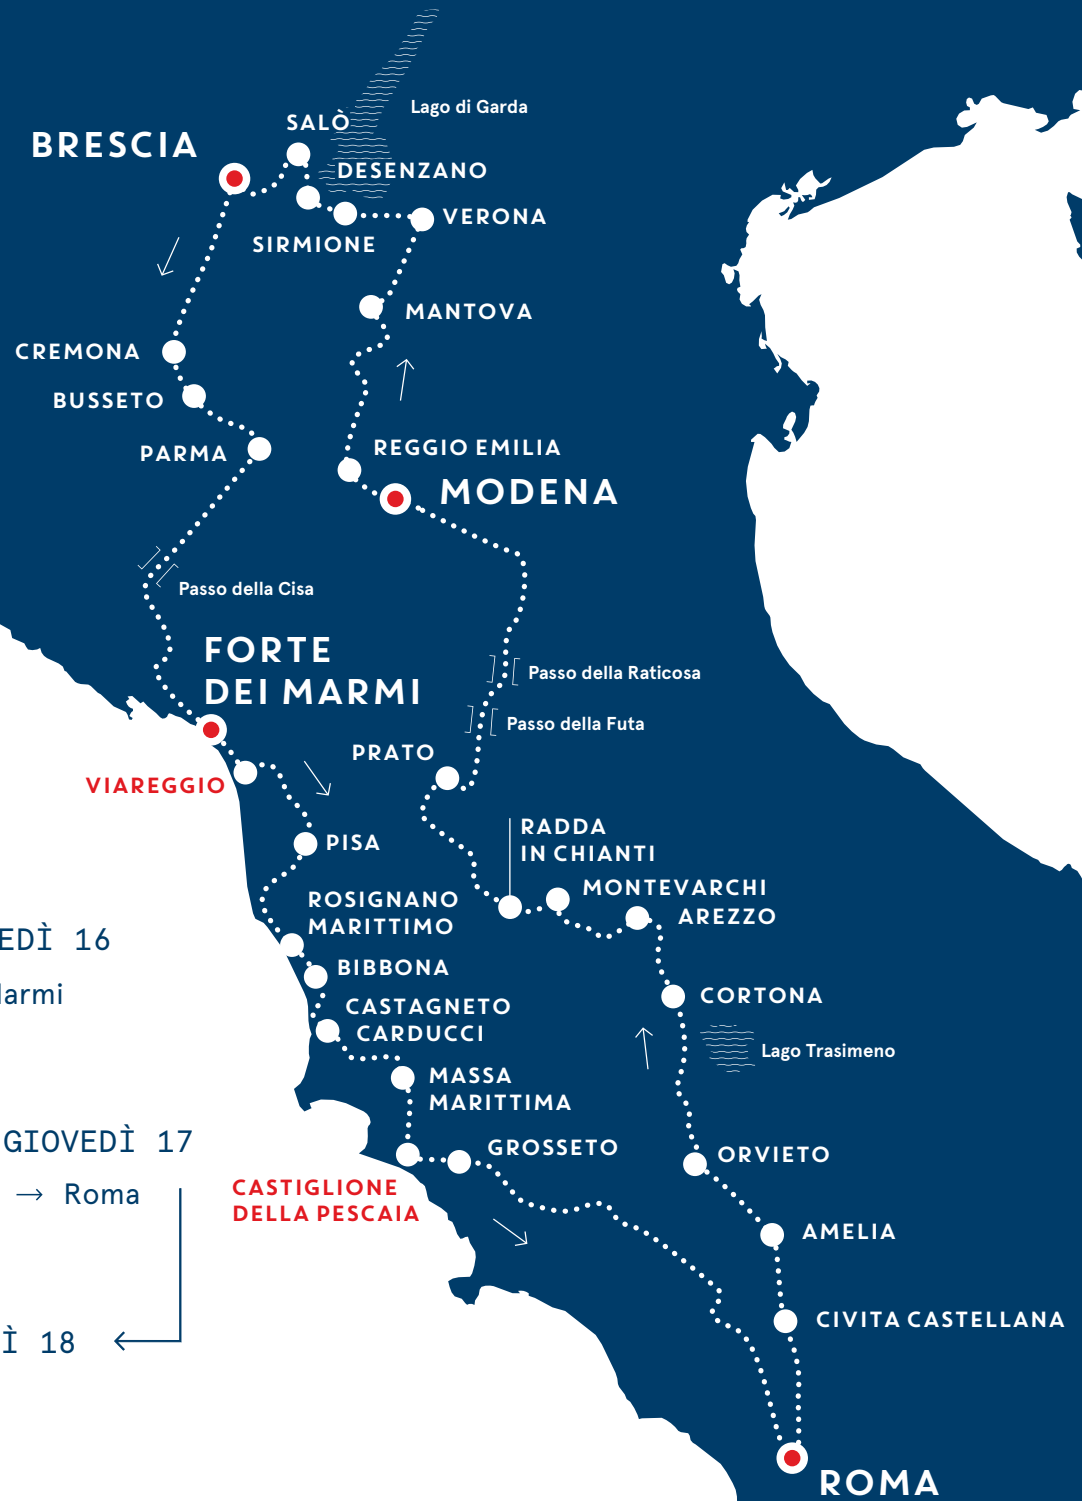 Lago di Garda
SALÒ
BRESCIA
DESENZANO
VERONA
SIRMIONE
MANTOVA
CREMONA
BUSSETO
PARMA
REGGIO EMILIA
MODENA
Passo della Cisa
FORTE
DEI MARMI
Passo della Raticosa
Passo della Futa
PRATO
VIAREGGIO
RADDA
IN CHIANTI
PISA
MONTEVARCHI
ROSIGNANO
MARITTIMO
AREZZO
EDÌ 16
BIBBONA
larmi
CORTONA
CASTAGNETO
CARDUCCI
Lago Trasimeno
MASSA
MARITTIMA
GIOVEDÌ 17
GROSSETO
ORVIETO
→ Roma
CASTIGLIONE
DELLA PESCAIA
AMELIA
CIVITA CASTELLANA
Ì 18
ROMA